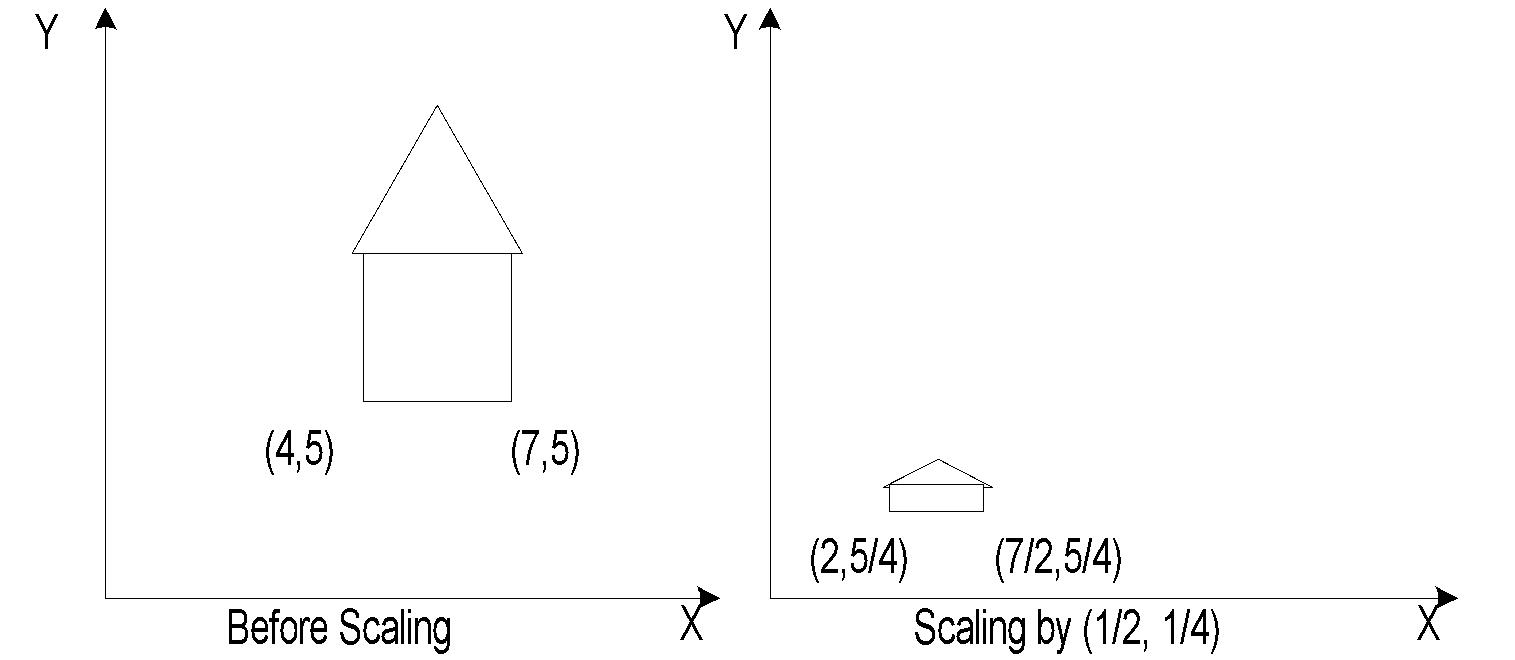 Y
(4,5) (7,5)
X
Before Scaling
Y
(2,5/4) (7/2,5/4)
X
Scaling by (1/2, 1/4)